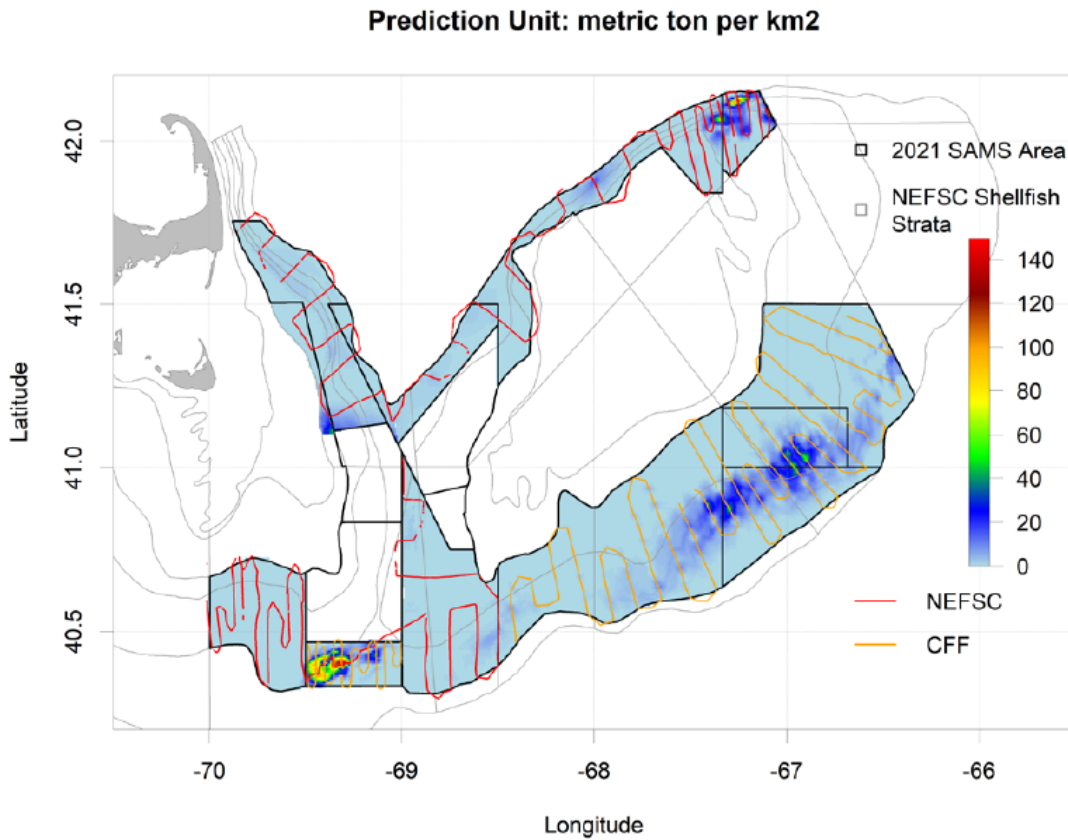 Prediction Unit: metric ton per km2
42.0
41.5
41.0
40.5
Latitude
2021 SAMS Area
NEFSC Shellfish
Strata
140
120
100
80
60
40
20
0
NEFSC
CFF
-70
-69
-68
-67
-66
Longitude